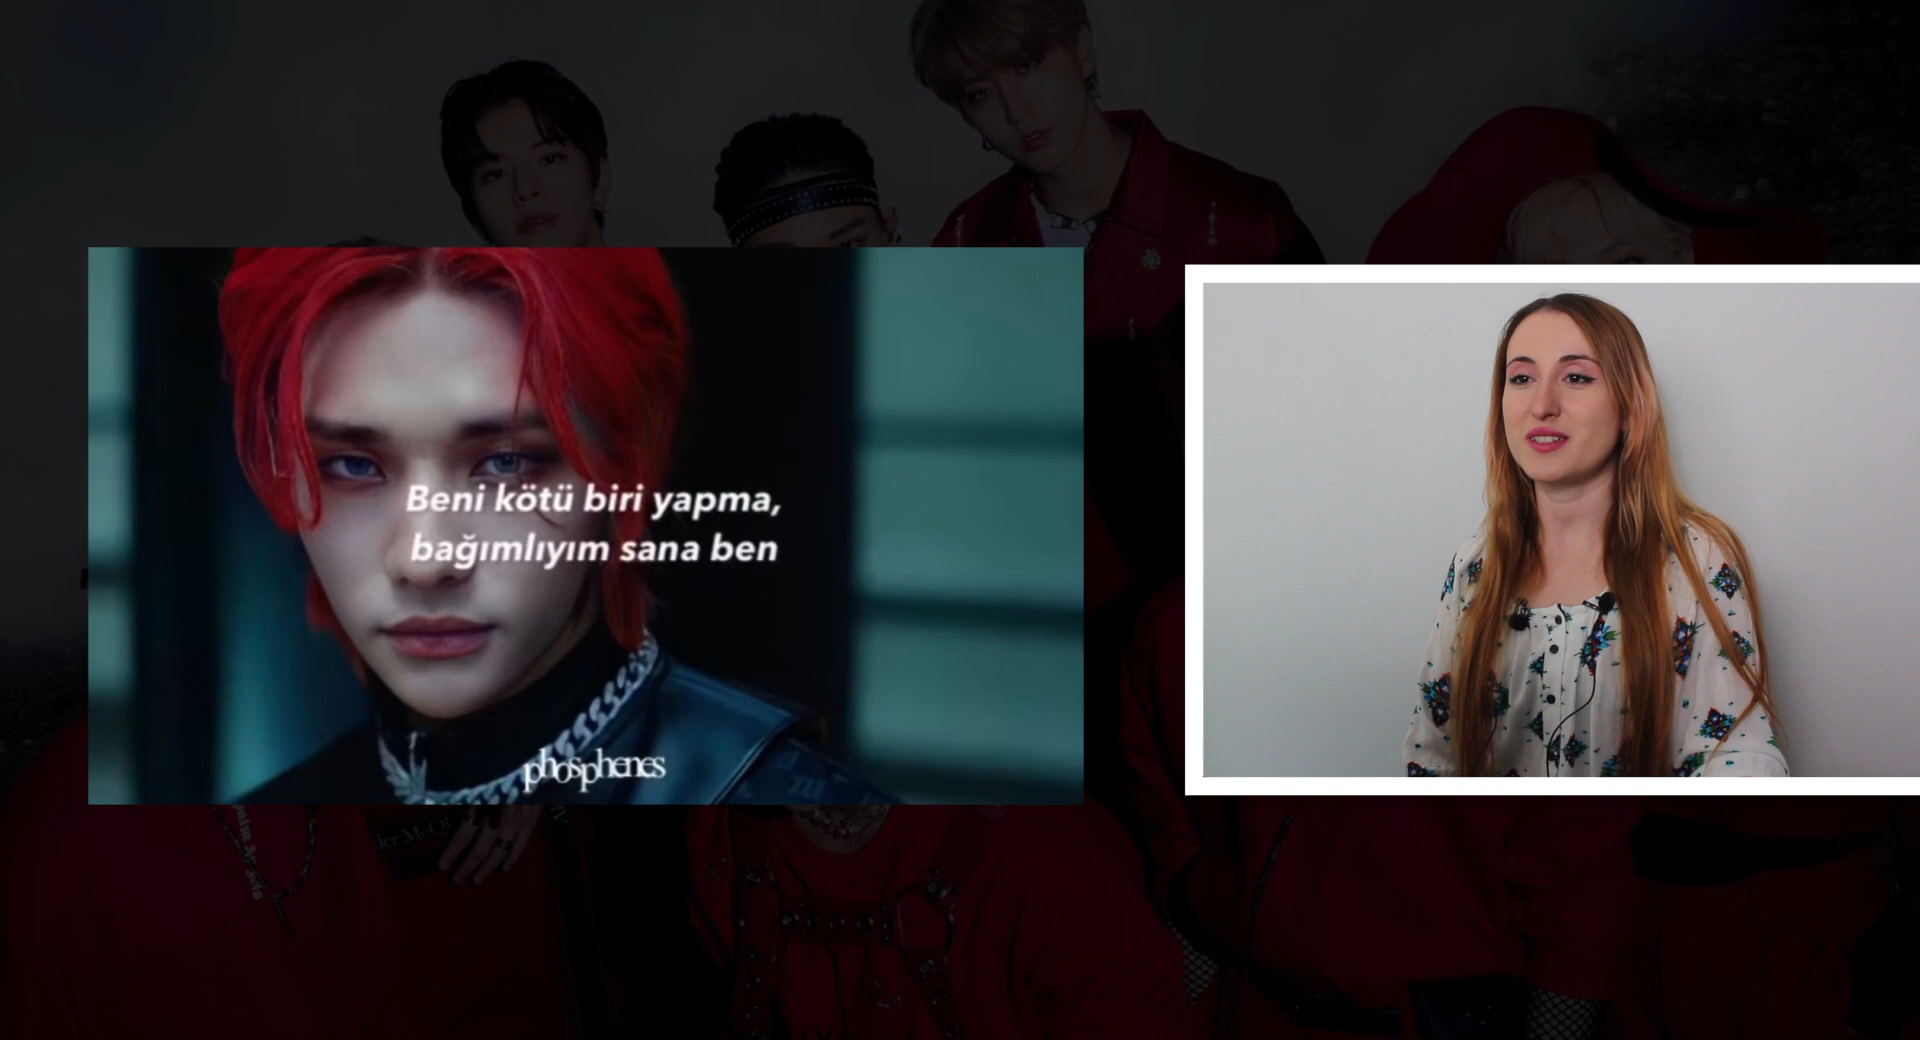 Beni kötü biri yapma,
bağımlıyım sana ben
phosphenes